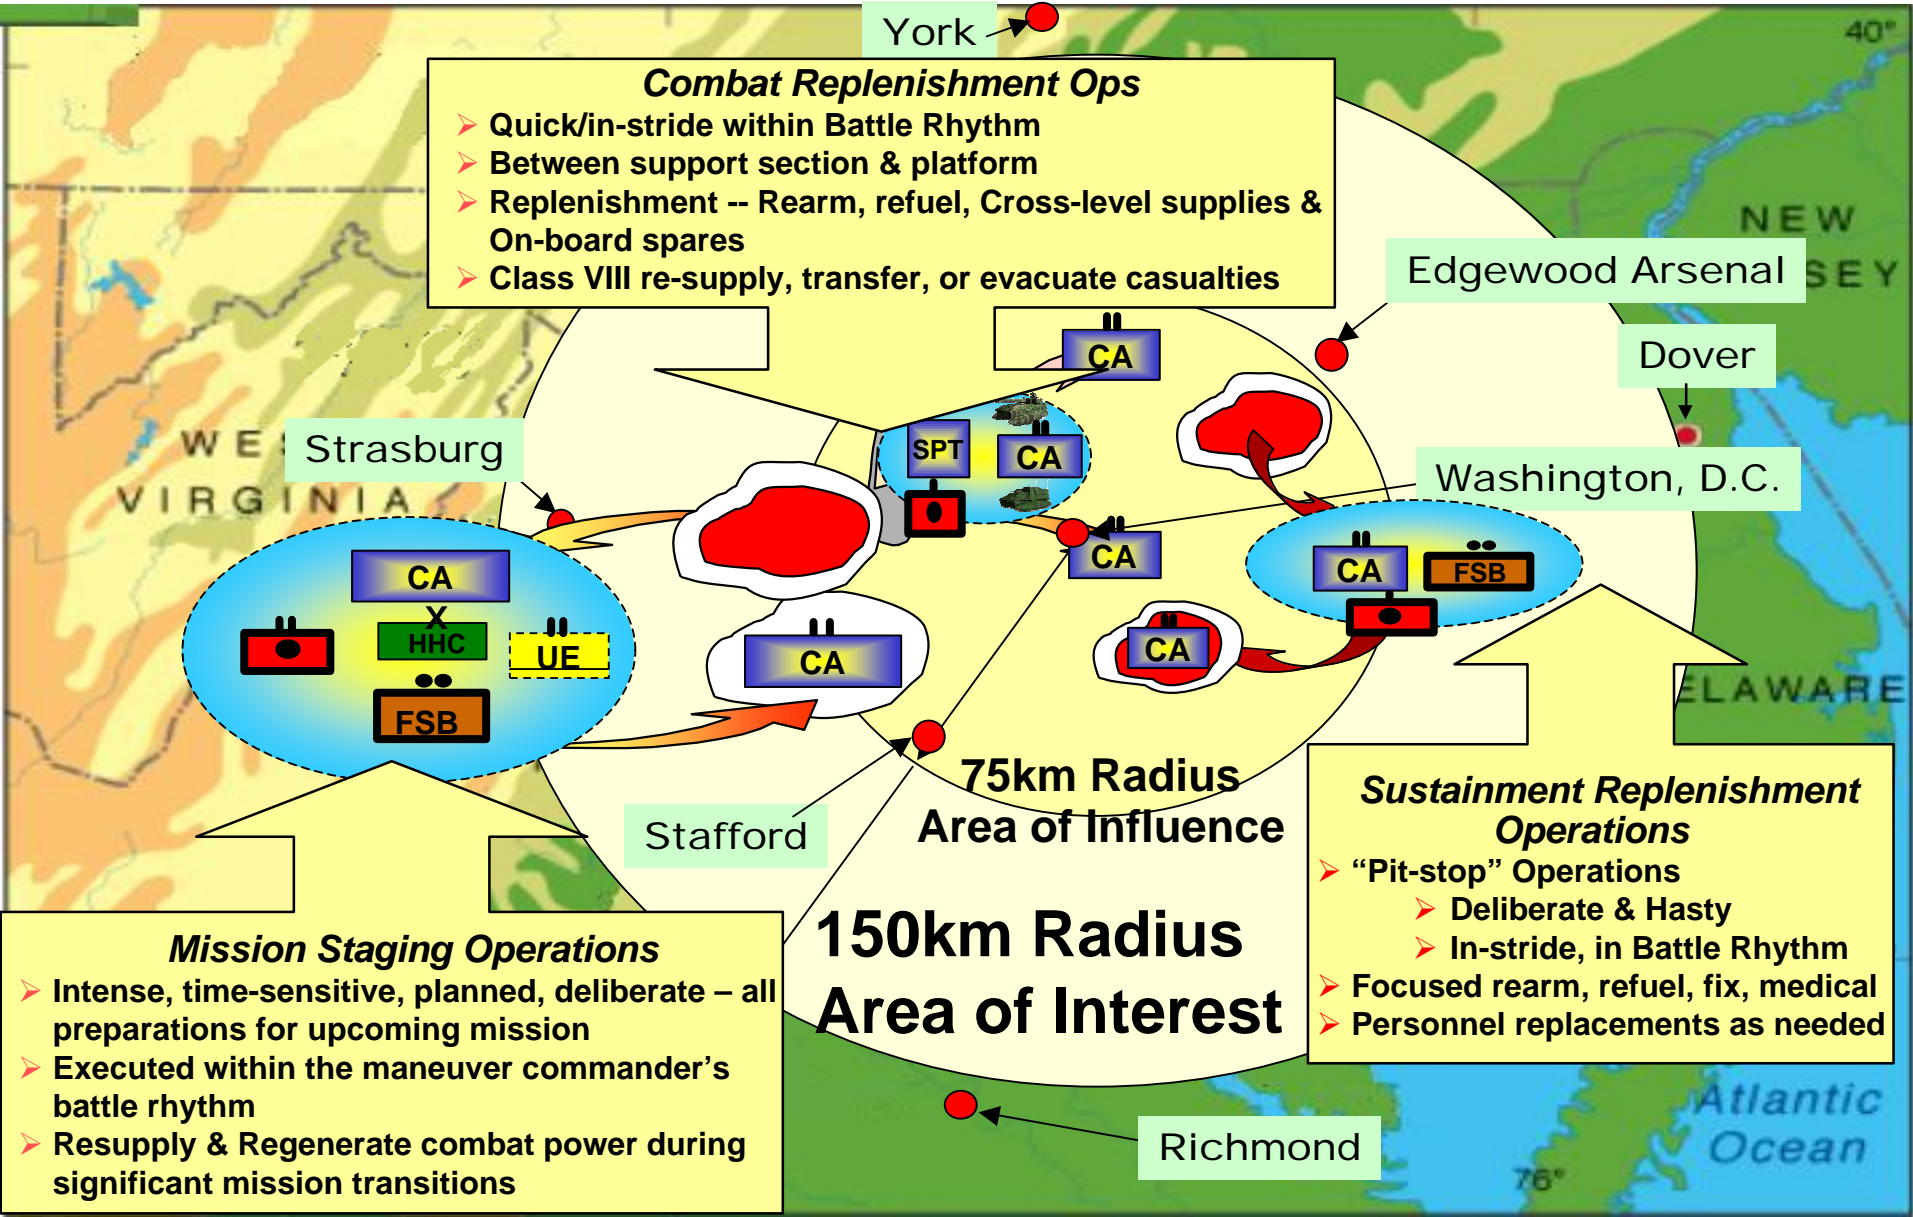 York
40°
Combat Replenishment Ops
Quick/in-stride within Battle Rhythm
Between support section & platform
Replenishment -- Rearm, refuel, Cross-level supplies &
On-board spares
Class VIII re-supply, transfer, or evacuate casualties
NEW
SEY
Edgewood Arsenal
Dover
CA
WES
VIRGINIA
Strasburg
SPT
CA
Washington, D.C.
CA
CA
FSB
CA
X
HHC
UE
FSB
CA
CA
ELAWARE
Stafford
75km Radius
Area of Influence
150km Radius
Area of Interest
Sustainment Replenishment
Operations
“Pit-stop” Operations
Deliberate & Hasty
In-stride, in Battle Rhythm
Focused rearm, refuel, fix, medical
Personnel replacements as needed
Mission Staging Operations
Intense, time-sensitive, planned, deliberate – all
preparations for upcoming mission
Executed within the maneuver commander’s
battle rhythm
Resupply & Regenerate combat power during
significant mission transitions
Richmond
Atlantic
Ocean
76°